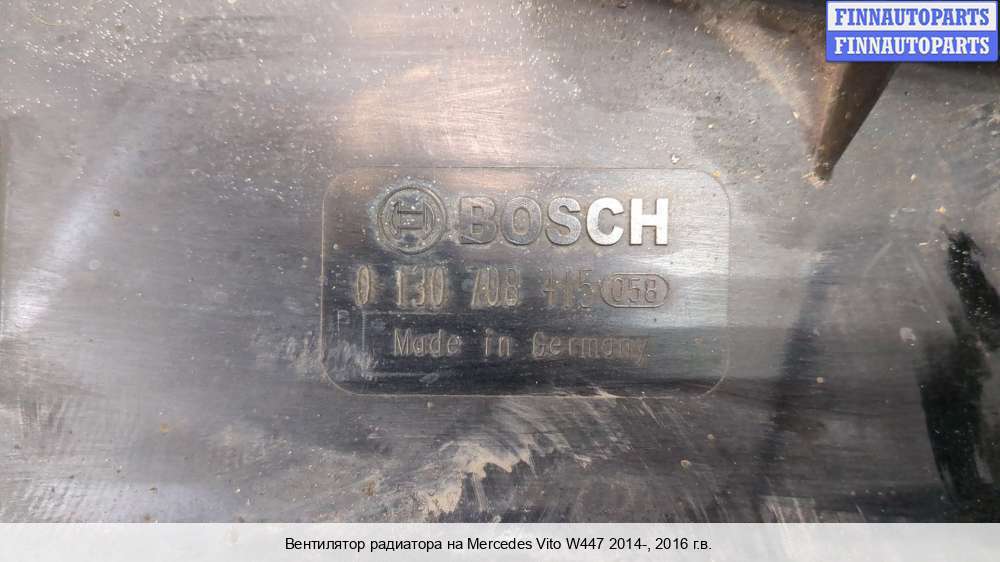 FINNAUTOPARTS
FINNAUTOPARTS
BOSCH
0 130 708 415 058
Made in Germany
Вентилятор радиатора на Mercedes Vito W447 2014-, 2016 г.в.